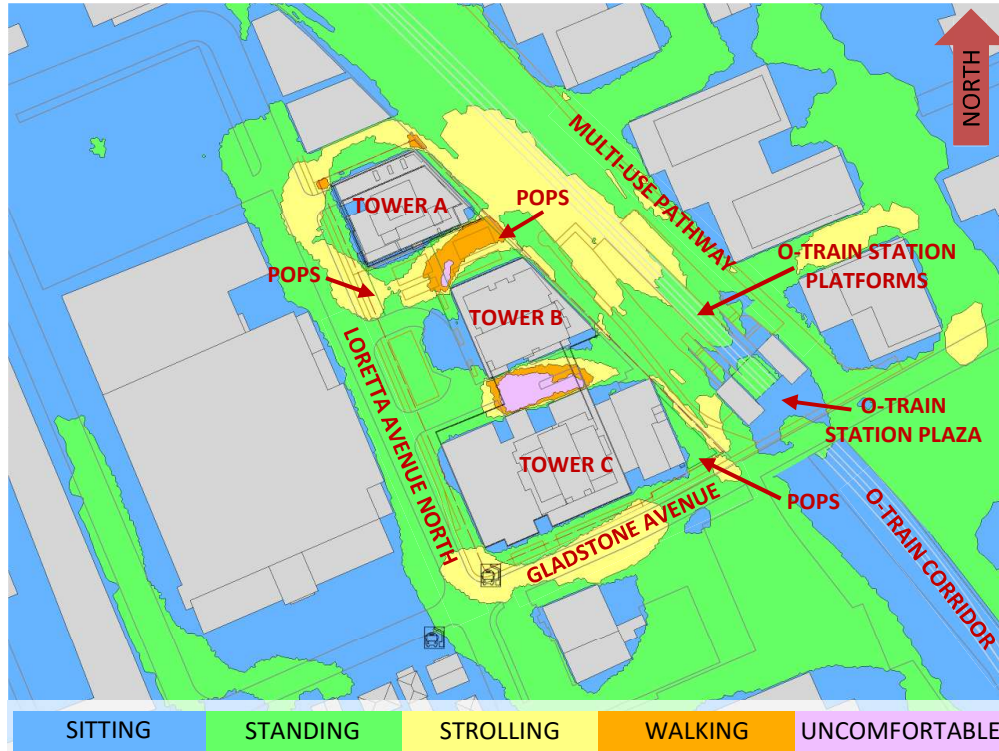 NORTH
MULTI-USE PATHWAY
TOWER A
POPS
O-TRAIN STATION
PLATFORMS
POPS
TOWER B
LORETTA AVENUE NORTH
O-TRAIN
STATION PLAZA
TOWER C
POPS
GLADSTONE AVENUE
O-TRAIN CORRIDOR
SITTING
STANDING
STROLLING
WALKING
UNCOMFORTABLE